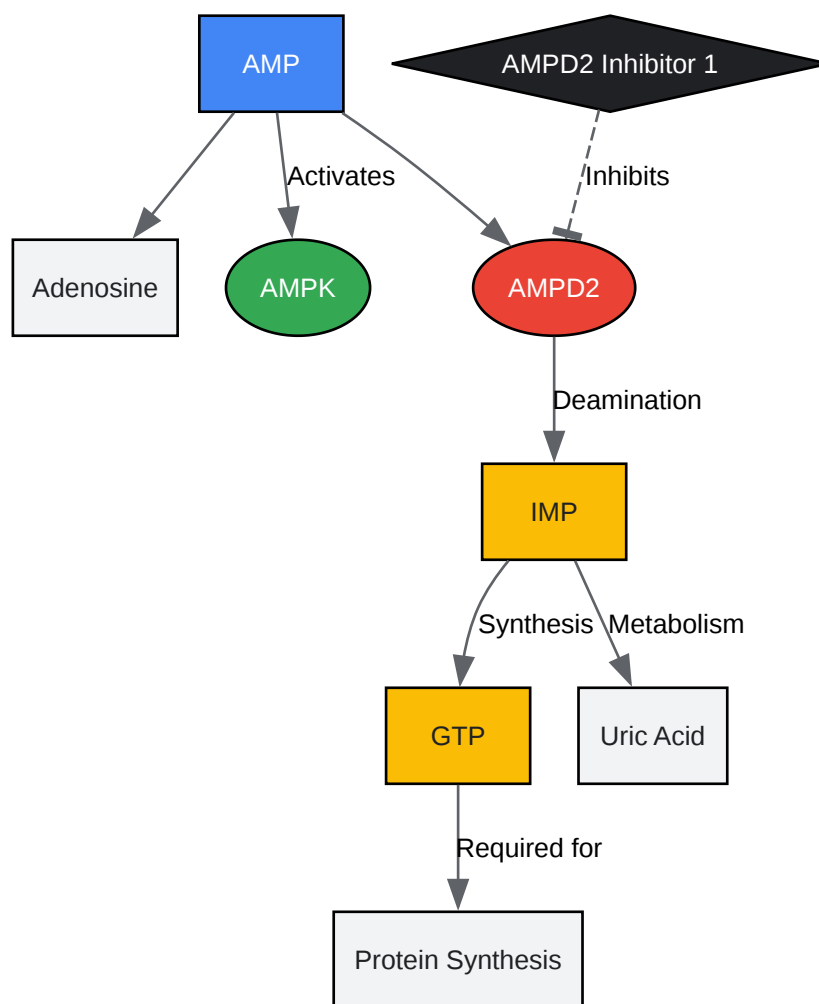 AMP
AMPD2 Inhibitor 1
Activates
Inhibits
Adenosine
AMPK
AMPD2
Deamination
IMP
Synthesis
Metabolism
GTP
Uric Acid
Required for
Protein Synthesis